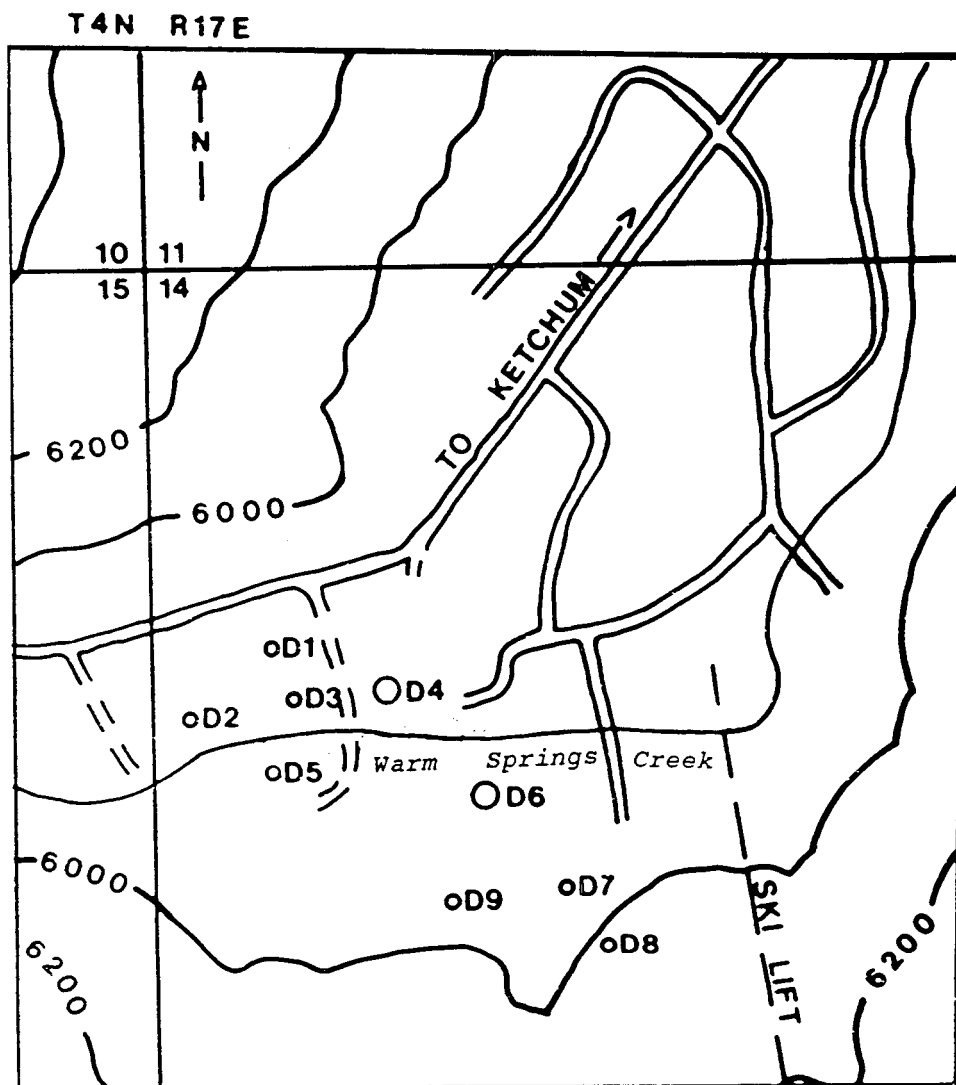 T4N R17E
N
10 11
15 14
TO KETCHUM
6200
6000
D1
D3
D4
D2
Warm Springs Creek
D5
D6
6000
D7
D9
D8
6200
SKI LIFT
6200